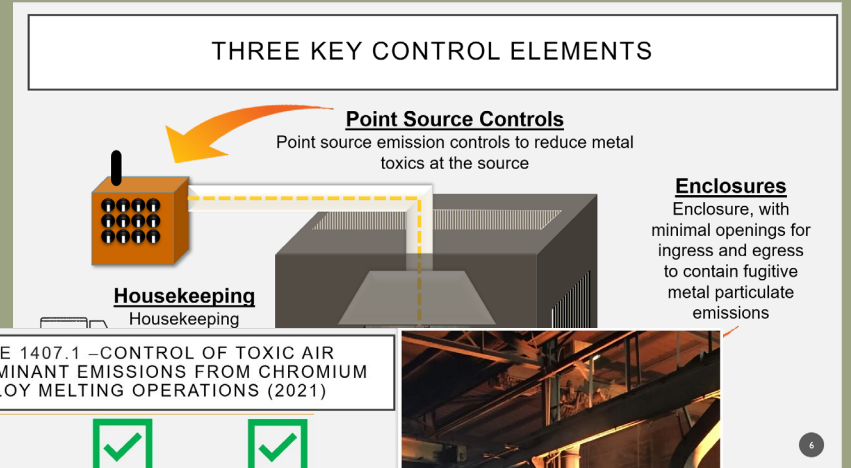 THREE KEY CONTROL ELEMENTS
Point Source Controls
Point source emission controls to reduce metal
toxics at the source
Enclosures
Enclosure, with
minimal openings for
ingress and egress
to contain fugitive
metal particulate
emissions
Housekeeping
Housekeeping
E 1407.1 –CONTROL OF TOXIC AIR
MINANT EMISSIONS FROM CHROMIUM
LOY MELTING OPERATIONS (2021)
6